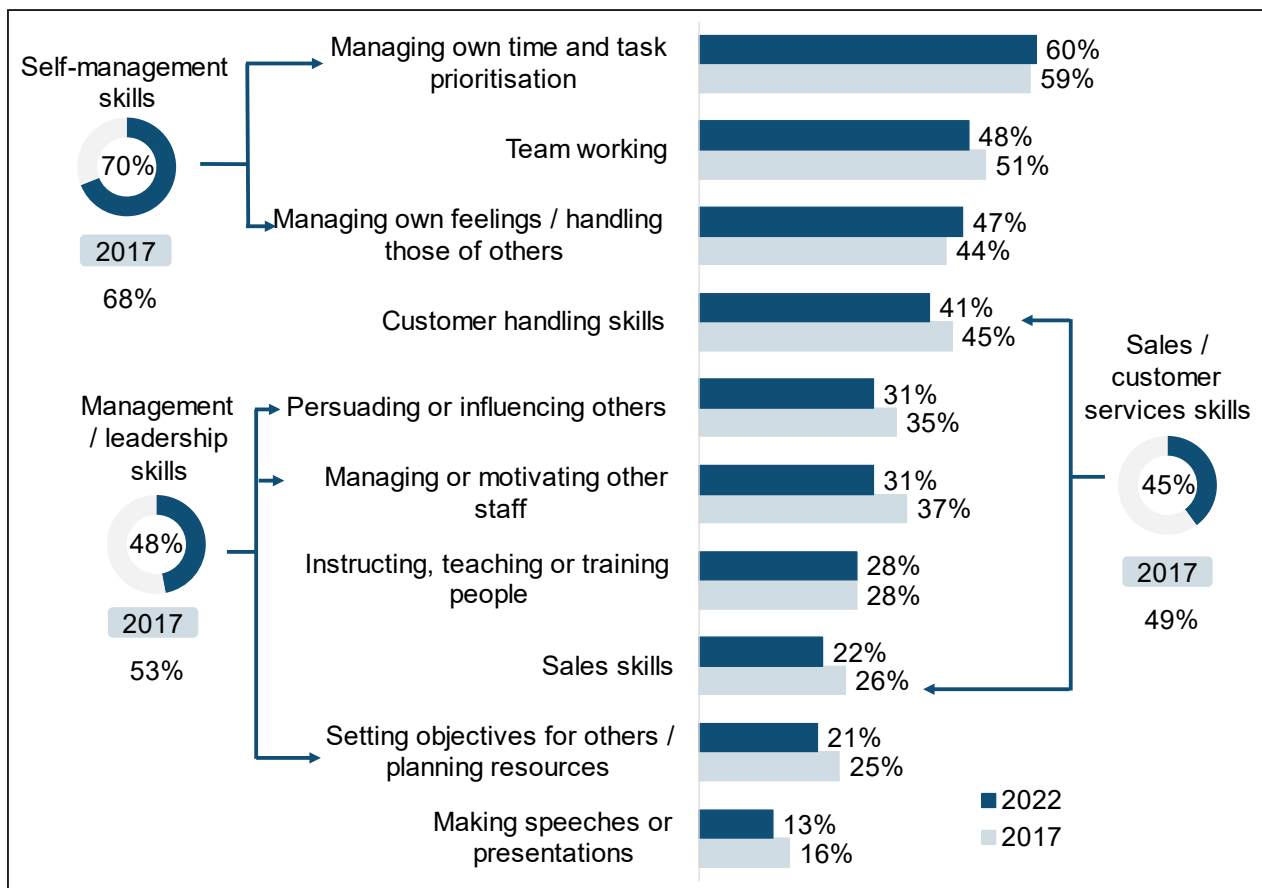 Self-management
skills
70%
2017
68%
Management
/ leadership
skills
48%
2017
53%
Managing own time and task
prioritisation
60%
59%
Team working
48%
51%
Managing own feelings / handling
those of others
47%
44%
Customer handling skills
41%
45%
Persuading or influencing others
31%
35%
Managing or motivating other
staff
31%
37%
Instructing, teaching or training
people
28%
28%
Sales skills
22%
26%
Setting objectives for others /
planning resources
21%
25%
Making speeches or
presentations
13%
16%
Sales /
customer
services skills
45%
2017
49%
2022
2017